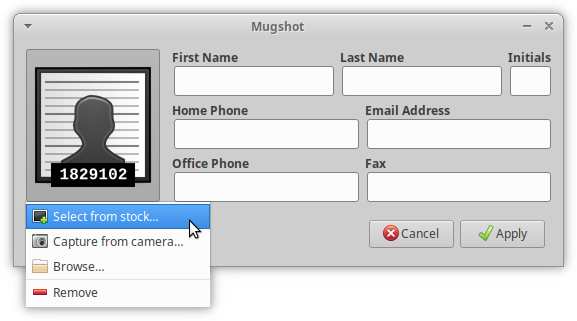 Mugshot
First Name Last Name Initials
Home Phone Email Address
Office Phone Fax
1829102
Select from stock...
Capture from camera...
Browse...
Remove
Cancel Apply